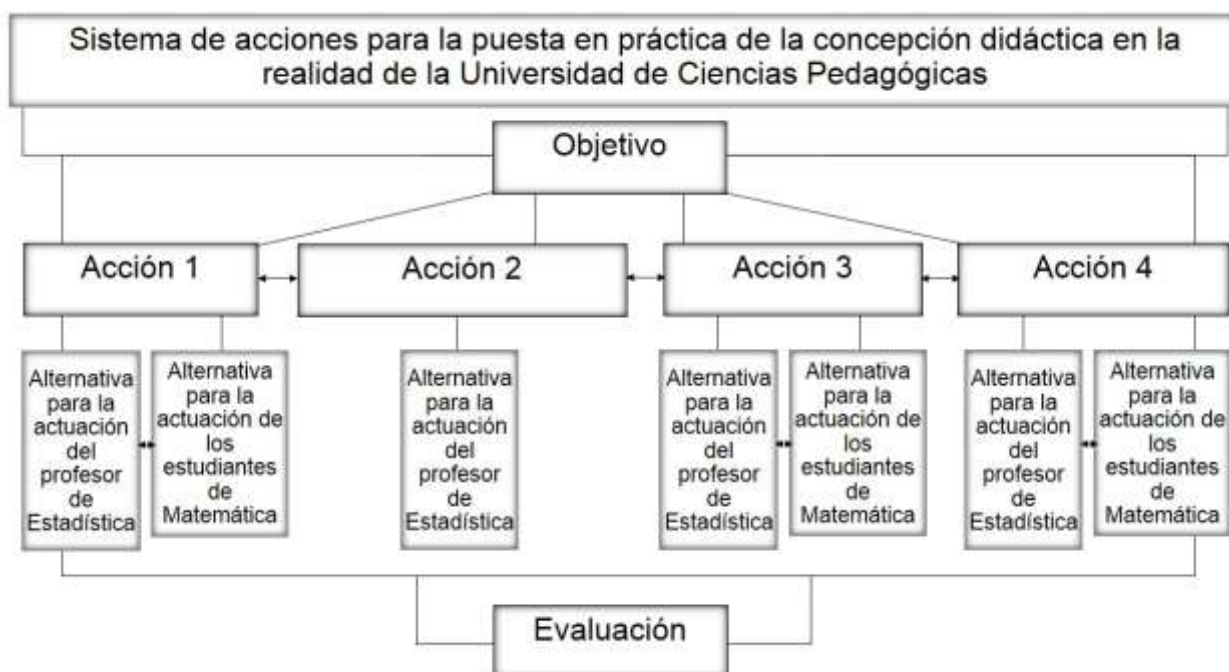 Sistema de acciones para la puesta en práctica de la concepción didáctica en la
realidad de la Universidad de Ciencias Pedagógicas
Objetivo
Acción 1
Acción 2
Acción 3
Acción 4
Alternativa
para la
actuación
del
profesor
de
Estadística
Alternativa
para la
actuación de
los
estudiantes
de
Matemática
Alternativa
para la
actuación
del
profesor
de
Estadística
Alternativa
para la
actuación
del
profesor
de
Estadística
Alternativa
para la
actuación de
los
estudiantes
de
Matemática
Alternativa
para la
actuación
del
profesor
de
Estadística
Alternativa
para la
actuación de
los
estudiantes
de
Matemática
Evaluación